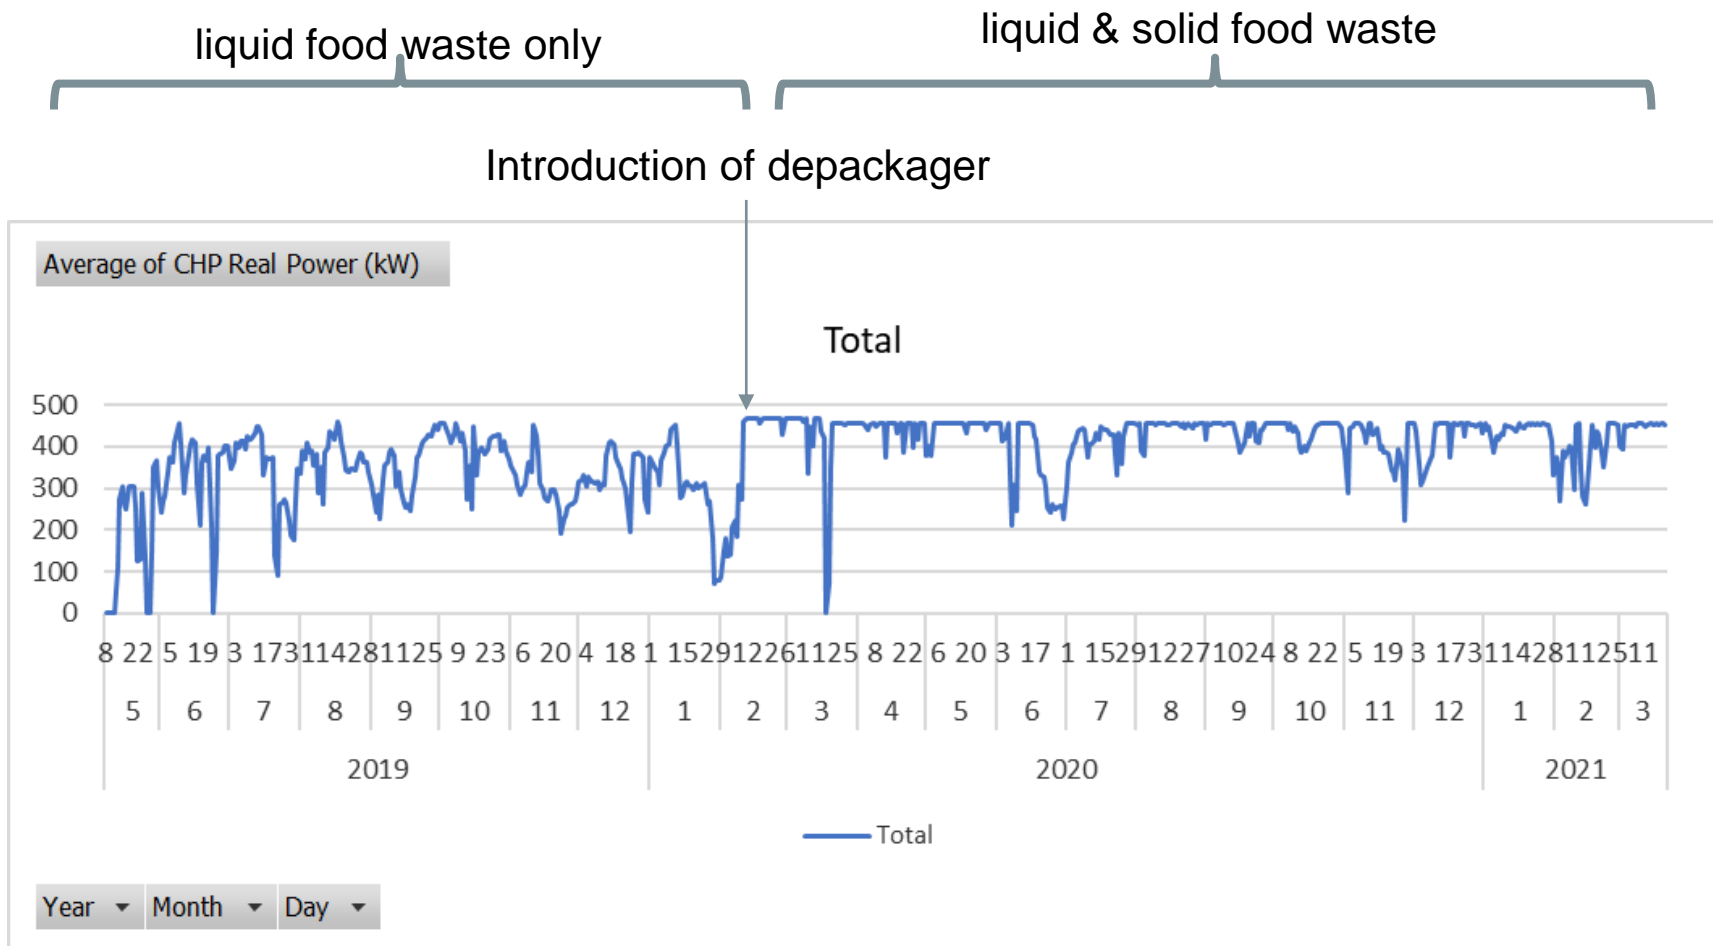 liquid food waste only
liquid & solid food waste
Introduction of depackager
Average of CHP Real Power (kW)
Total
500
400
300
200
100
0
8 22 5 19 3 17 31 14 28 11 25 9 23 6 20 4 18 1 15 29 12 26 11 25 8 22 6 20 3 17 1 15 29 12 27 10 24 8 22 5 19 3 17 31 14 28 11 25 11
5 6 7 8 9 10 11 12 1 2 3 4 5 6 7 8 9 10 11 12 1 2 3
2019 2020 2021
Total
Year Month Day